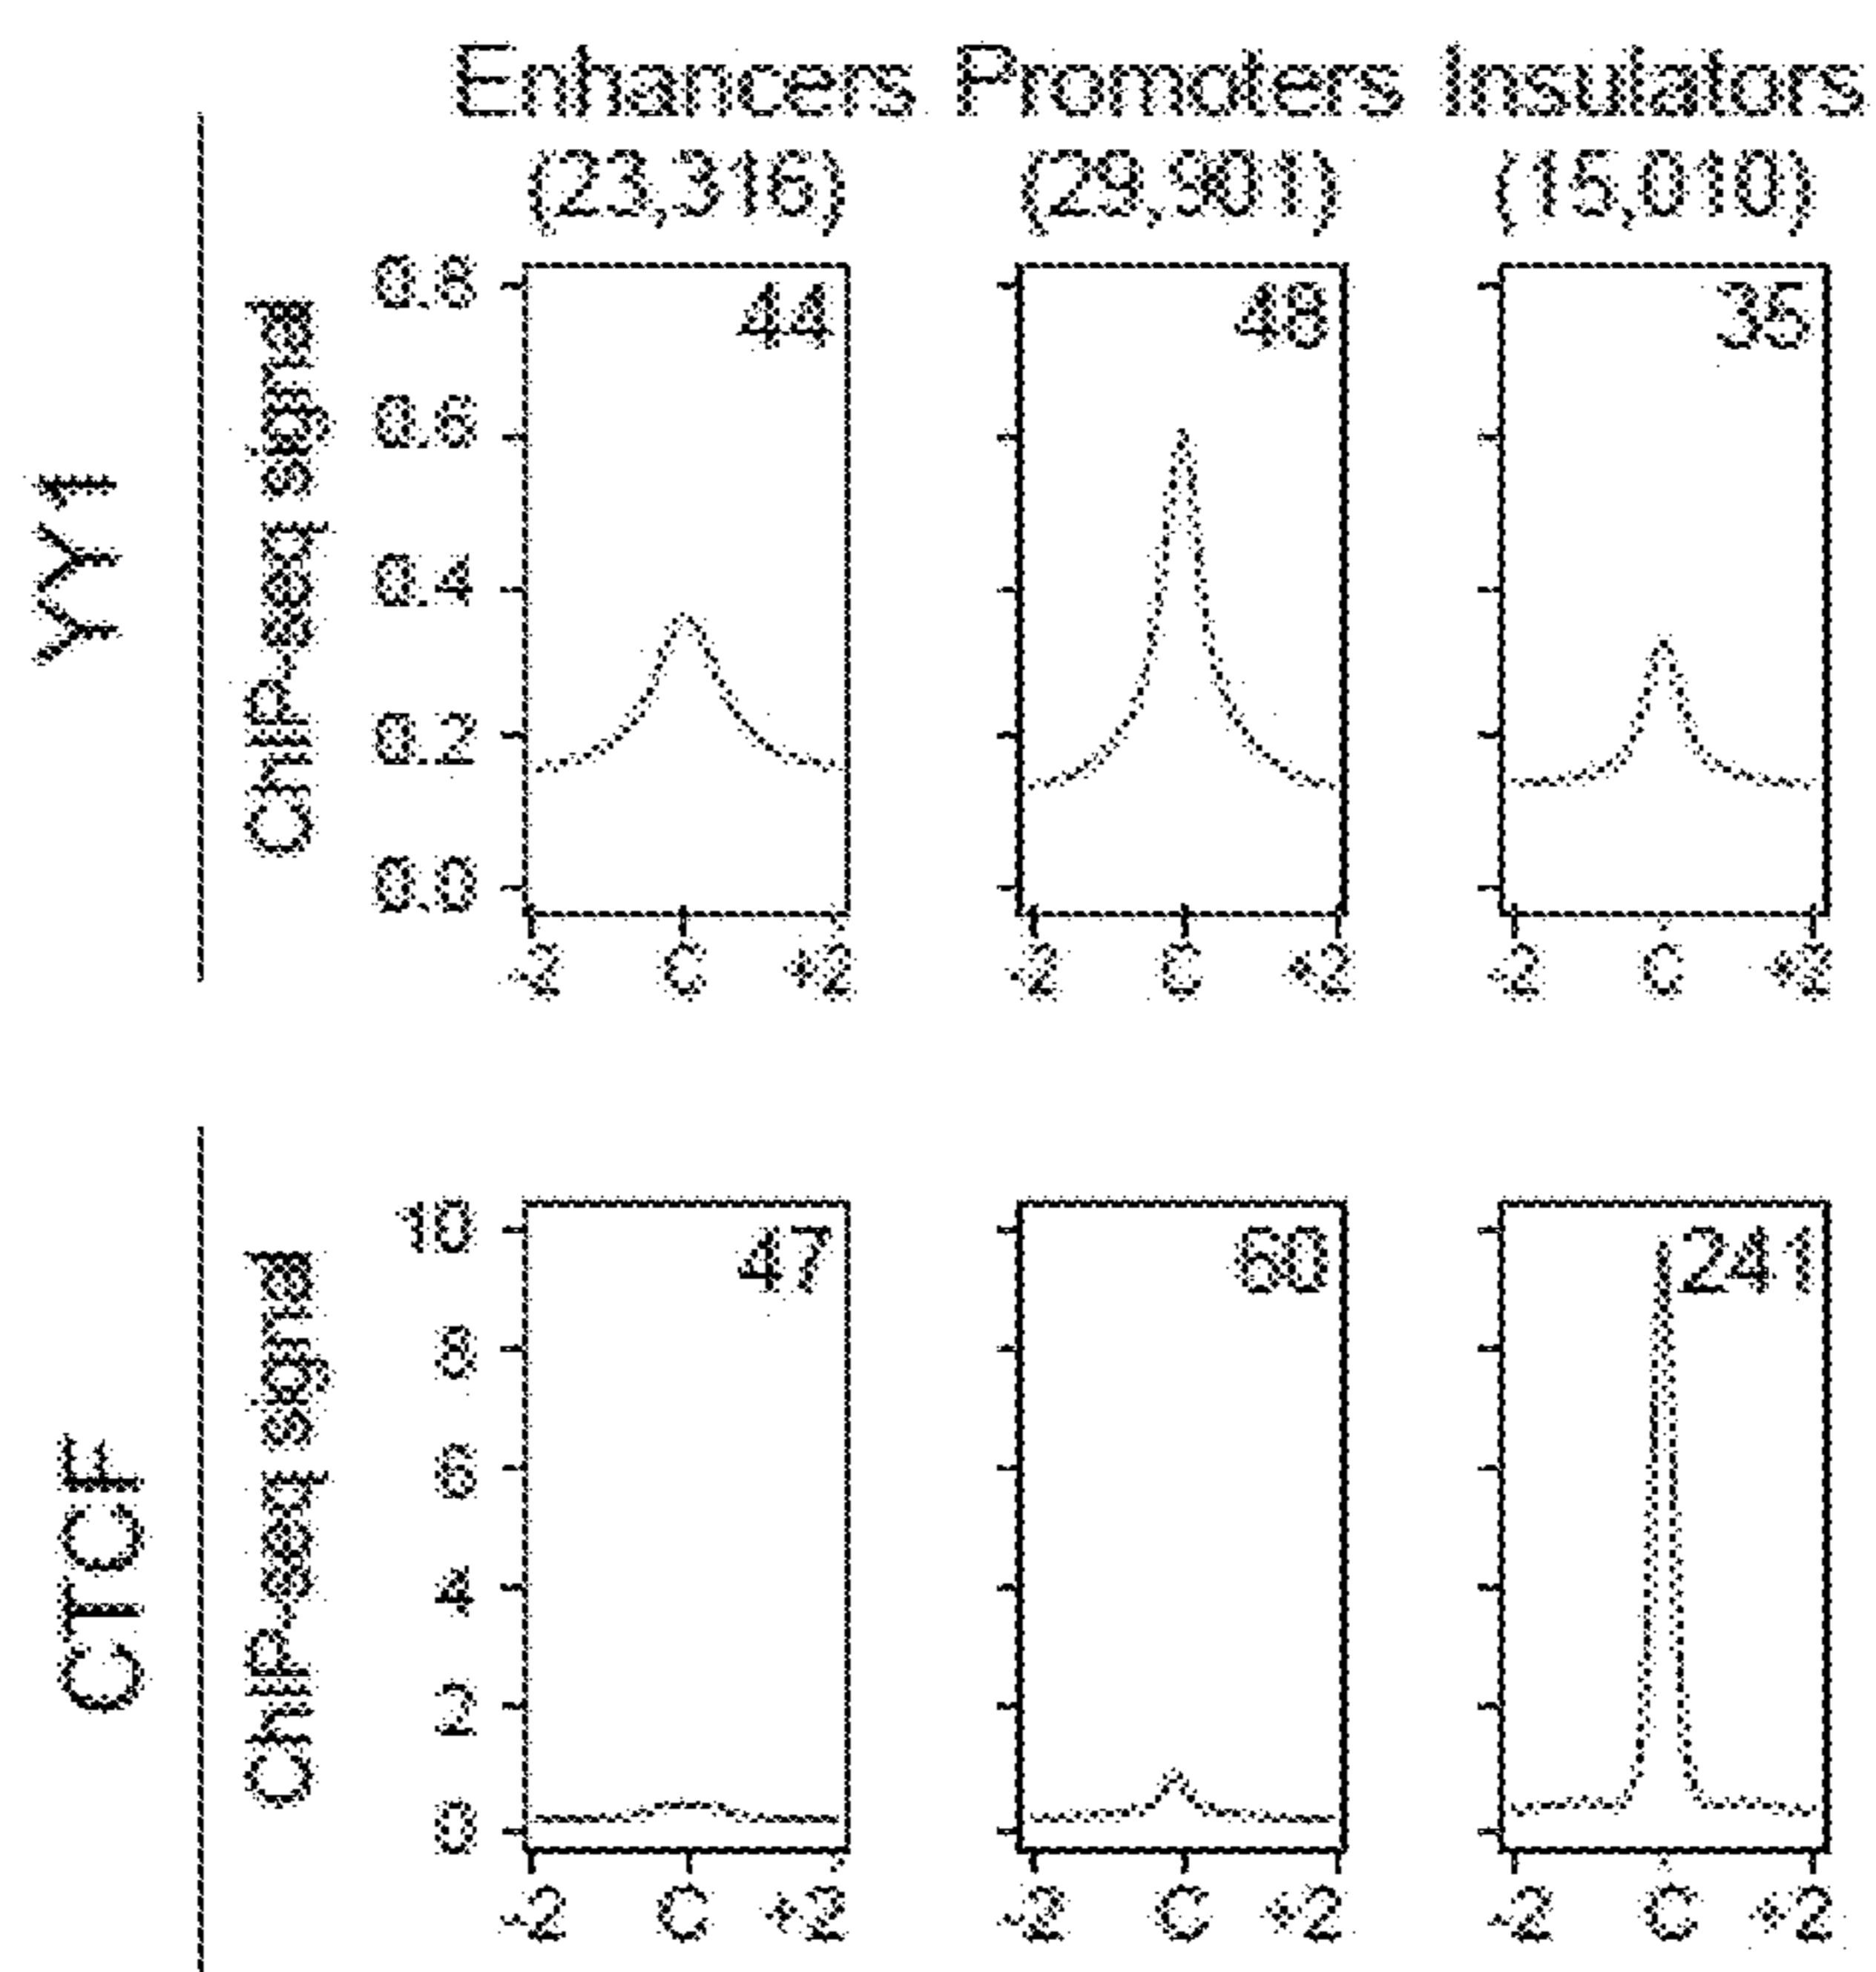 Enhancers Promoters Insulators
(23,316) (29,901) (15,010)
YY1
ChIP-seq signal
0.8
0.6
0.4
0.2
0.0
44
48
35
-2 C +2
-2 C +2
-2 C +2
CTCF
ChIP-seq signal
10
8
6
4
2
0
47
60
241
-2 C +2
-2 C +2
-2 C +2